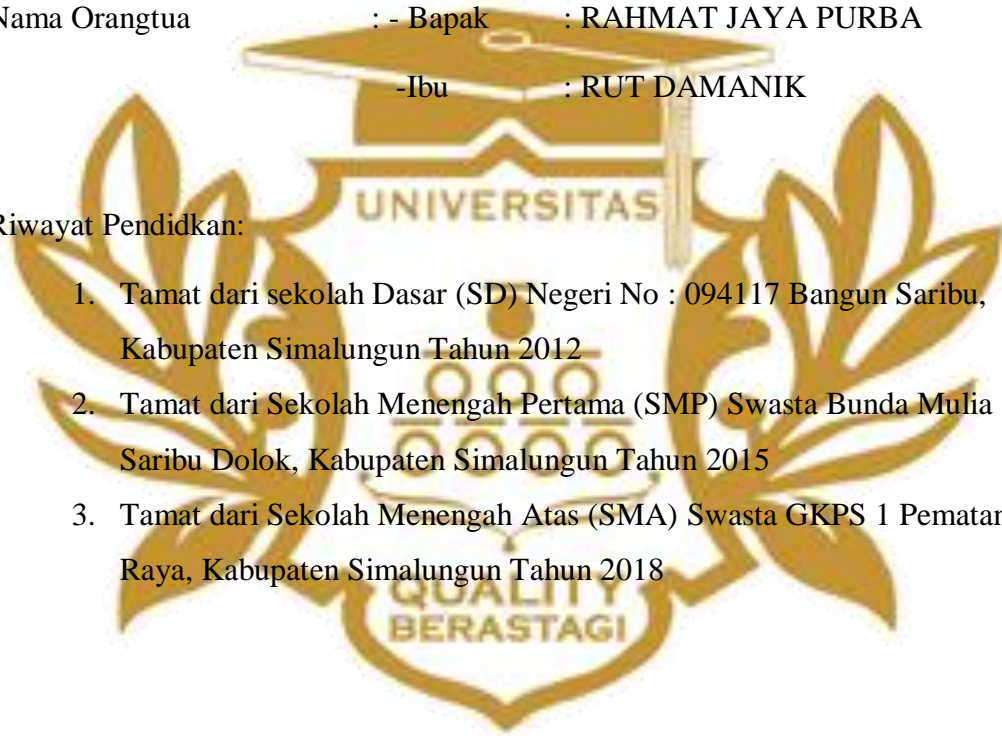 Nama Orangtua : - Bapak : RAHMAT JAYA PURBA
-Ibu : RUT DAMANIK
UNIVERSITAS
Riwayat Pendidkan:
1. Tamat dari sekolah Dasar (SD) Negeri No : 094117 Bangun Saribu,
Kabupaten Simalungun Tahun 2012
2. Tamat dari Sekolah Menengah Pertama (SMP) Swasta Bunda Mulia
Saribu Dolok, Kabupaten Simalungun Tahun 2015
3. Tamat dari Sekolah Menengah Atas (SMA) Swasta GKPS 1 Pematan
Raya, Kabupaten Simalungun Tahun 2018
QUALITY
BERASTAGI